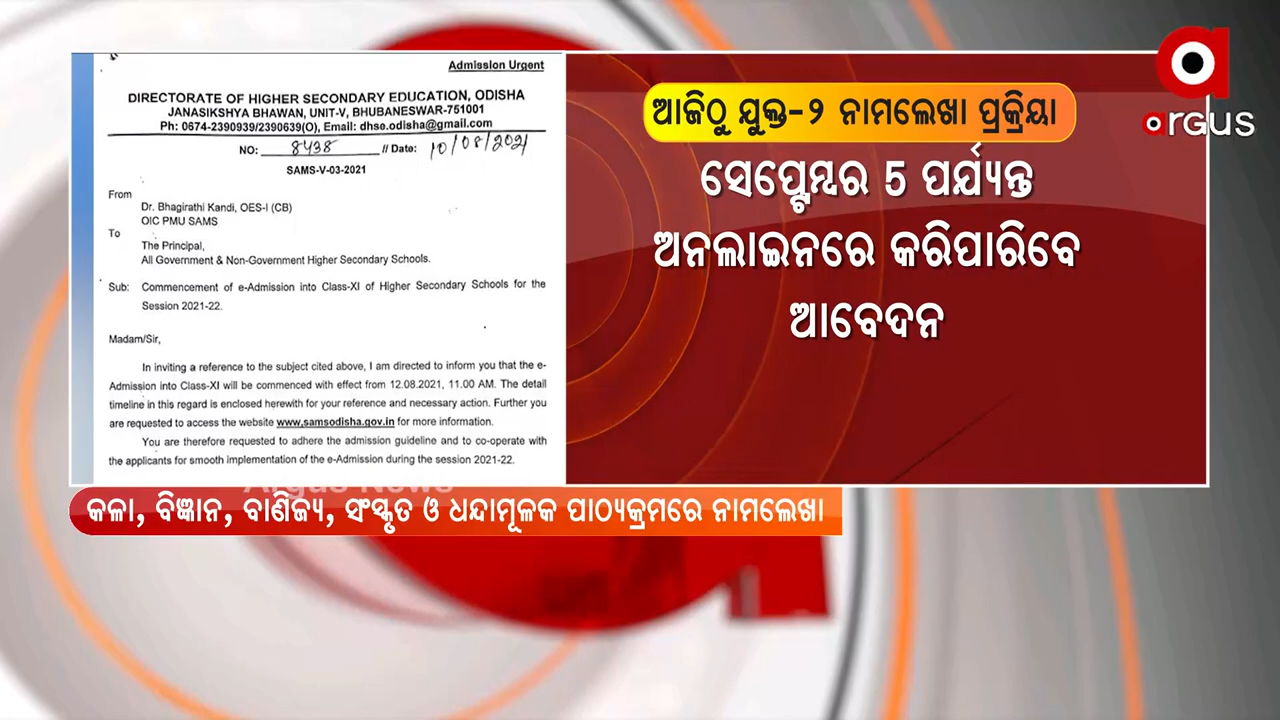 Admission Urgent
DIRECTORATE OF HIGHER SECONDARY EDUCATION, ODISHA
JANASIKSHYA BHAWAN, UNIT-V, BHUBANESWAR-751001
Ph: 0674-2390939/2390639(O), Email: dhse.odisha@gmail.com
NO: 8438 // Date: 10/08/2021
SAMS-V-03-2021
From
Dr. Bhagirathi Kandi, OES-I (CB)
OIC PMU SAMS
To
The Principal,
All Government & Non-Government Higher Secondary Schools.
Sub: Commencement of e-Admission into Class-XI of Higher Secondary Schools for the
Session 2021-22.
Madam/Sir,
In inviting a reference to the subject cited above, I am directed to inform you that the e-
Admission into Class-XI will be commenced with effect from 12.08.2021, 11.00 AM. The detail
timeline in this regard is enclosed herewith for your reference and necessary action. Further you
are requested to access the website www.samsodisha.gov.in for more information.
You are therefore requested to adhere the admission guideline and to co-operate with
the applicants for smooth implementation of the e-Admission during the session 2021-22.
ଆଜିଠୁ ଯୁକ୍ତ-୨ ନାମଲେଖା ପ୍ରକ୍ରିୟା
ସେପ୍ଟେମ୍ବର 5 ପର୍ଯ୍ୟନ୍ତ
ଅନଲାଇନରେ କରିପାରିବେ
ଆବେଦନ
argus
Argus News
କଳା, ବିଜ୍ଞାନ, ବାଣିଜ୍ୟ, ସଂସ୍କୃତ ଓ ଧନ୍ଦାମୂଳକ ପାଠ୍ୟକ୍ରମରେ ନାମଲେଖା